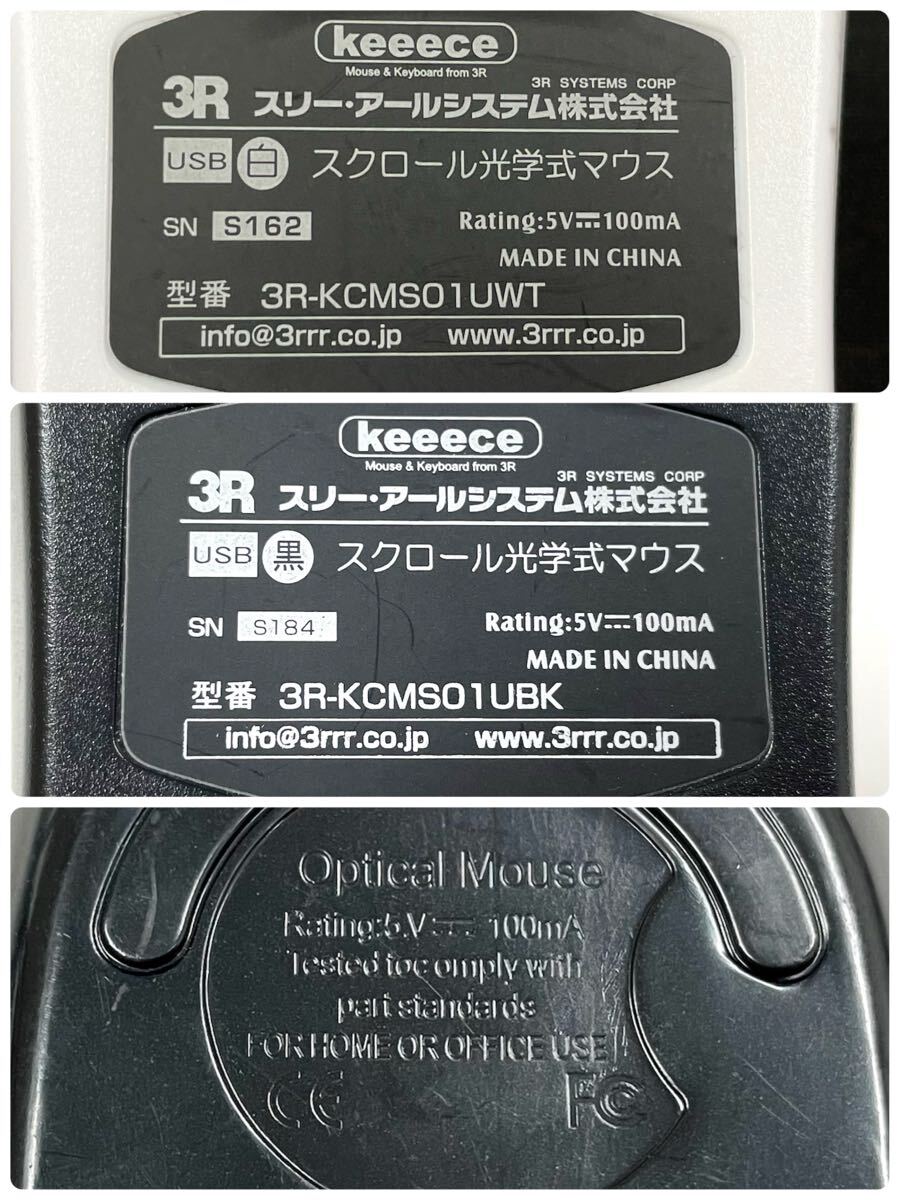 keeece
Mouse & Keyboard from 3R
3R SYSTEMS CORP
3R スリー・アールシステム株式会社
USB 白 スクロール光学式マウス
SN S162 Rating:5V⎓100mA
MADE IN CHINA
型番 3R-KCMS01UWT
info@3rrr.co.jp www.3rrr.co.jp
keeece
Mouse & Keyboard from 3R
3R SYSTEMS CORP
3R スリー・アールシステム株式会社
USB 黒 スクロール光学式マウス
SN S184 Rating:5V⎓100mA
MADE IN CHINA
型番 3R-KCMS01UBK
info@3rrr.co.jp www.3rrr.co.jp
Optical Mouse
Rating:5.V⎓ 100mA
Tested toc omply with
part standards
FOR HOME OR OFFICE USE
CE FC